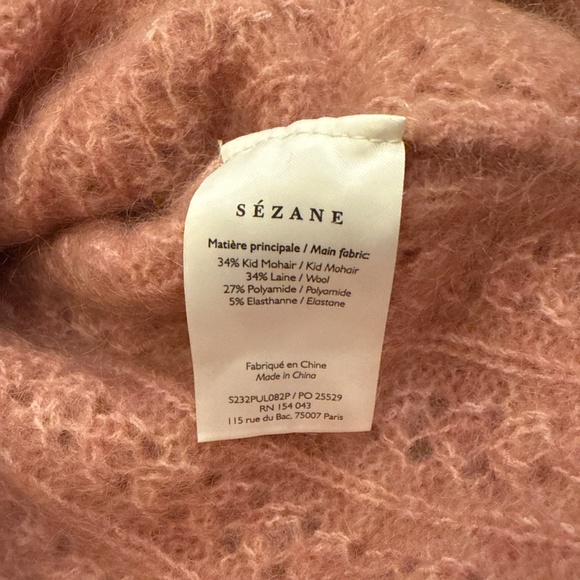 SÉZANE
Matière principale / Main fabric:
34% Kid Mohair / Kid Mohair
34% Laine / Wool
27% Polyamide / Polyamide
5% Elasthanne / Elastane
Fabriqué en Chine
Made in China
S232PUL082P / PO 25529
RN 154 043
115 rue du Bac, 75007 Paris